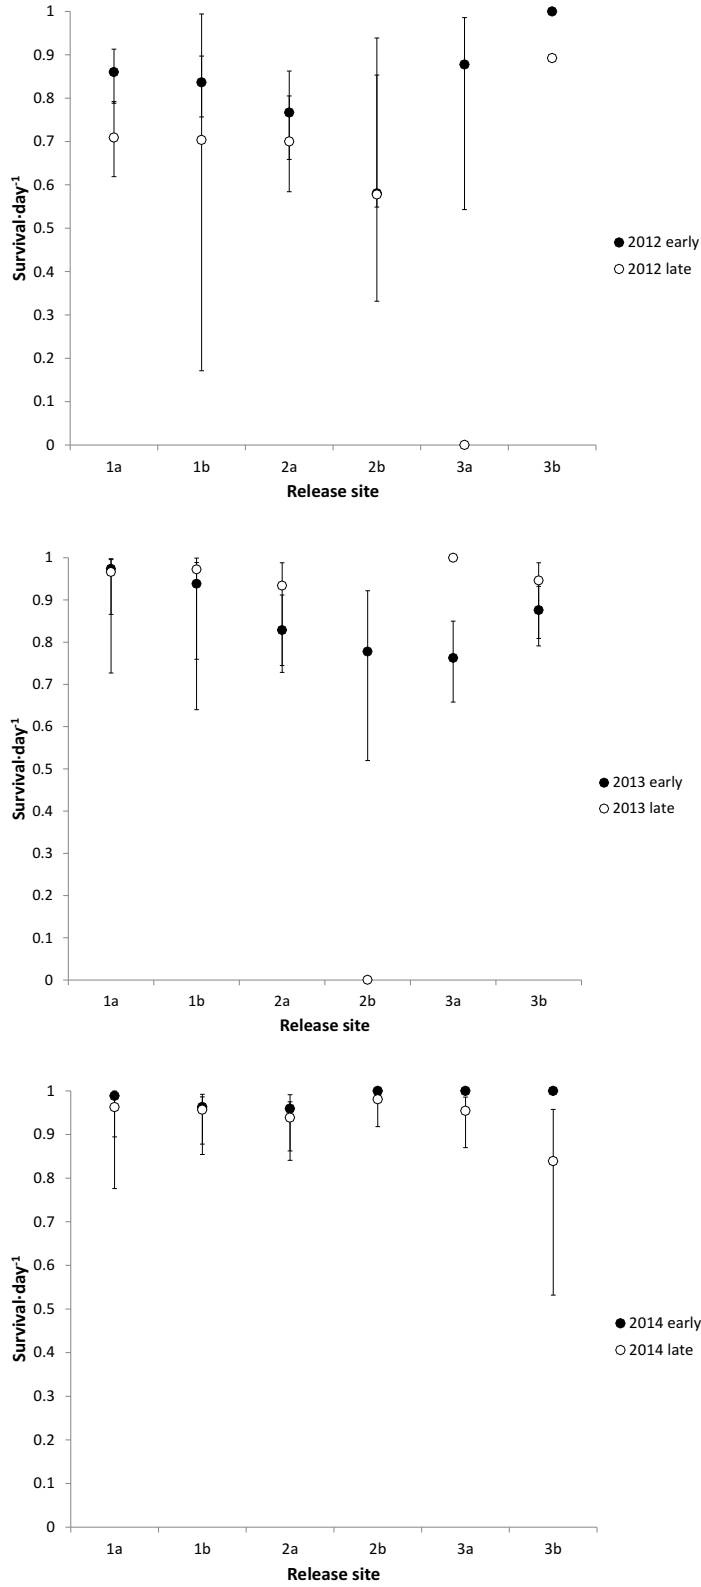 1
0.9
0.8
0.7
0.6
0.5
0.4
0.3
0.2
0.1
0
Survival·day⁻¹
1a 1b 2a 2b 3a 3b
Release site
2012 early
2012 late
1
0.9
0.8
0.7
0.6
0.5
0.4
0.3
0.2
0.1
0
Survival·day⁻¹
1a 1b 2a 2b 3a 3b
Release site
2013 early
2013 late
1
0.9
0.8
0.7
0.6
0.5
0.4
0.3
0.2
0.1
0
Survival·day⁻¹
1a 1b 2a 2b 3a 3b
Release site
2014 early
2014 late